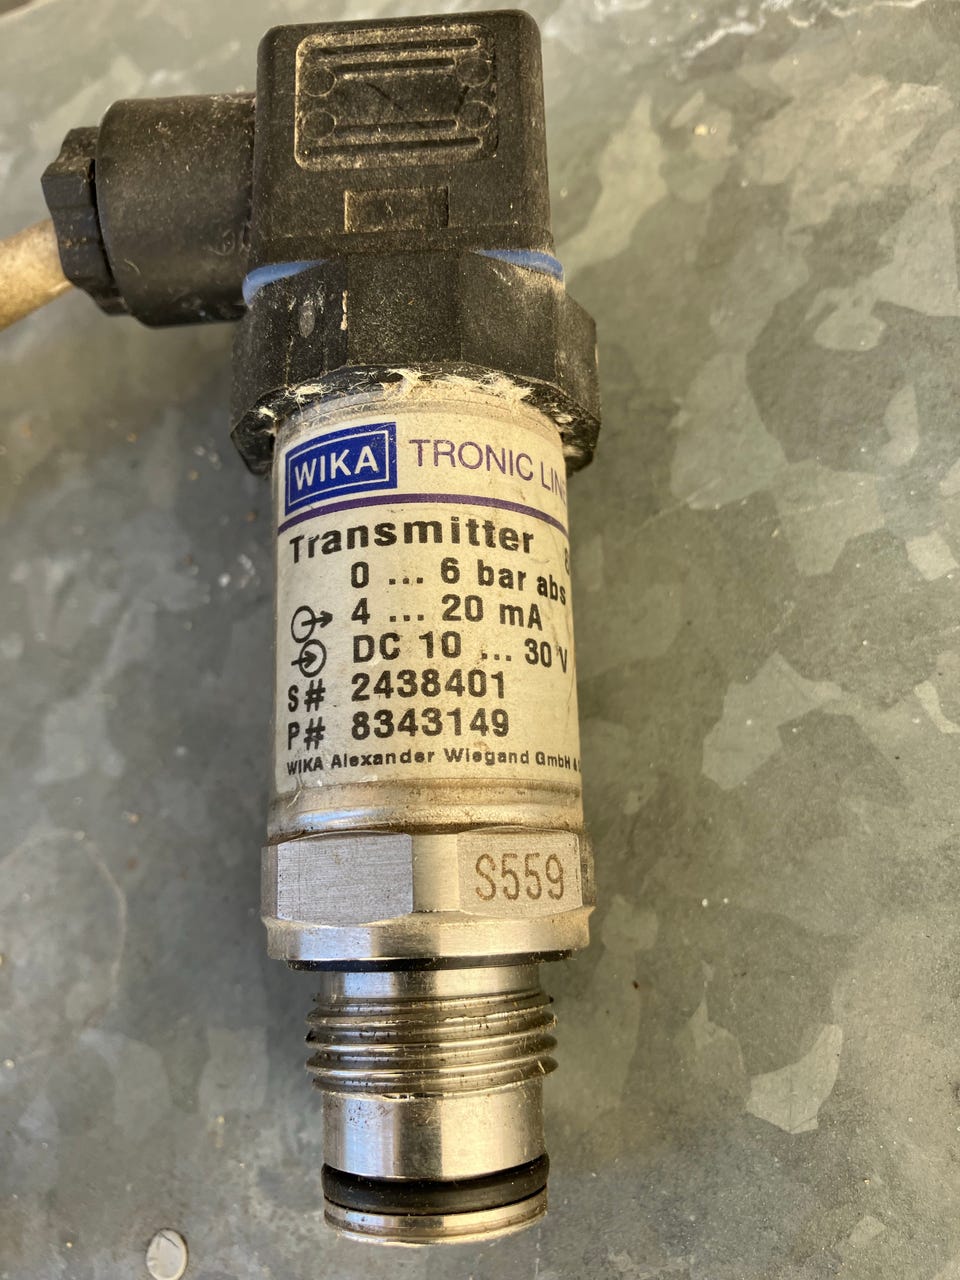 WIKA TRONIC LINE
Transmitter
0 ... 6 bar abs
4 ... 20 mA
DC 10 ... 30 V
S# 2438401
P# 8343149
WIKA Alexander Wiegand GmbH &
S559